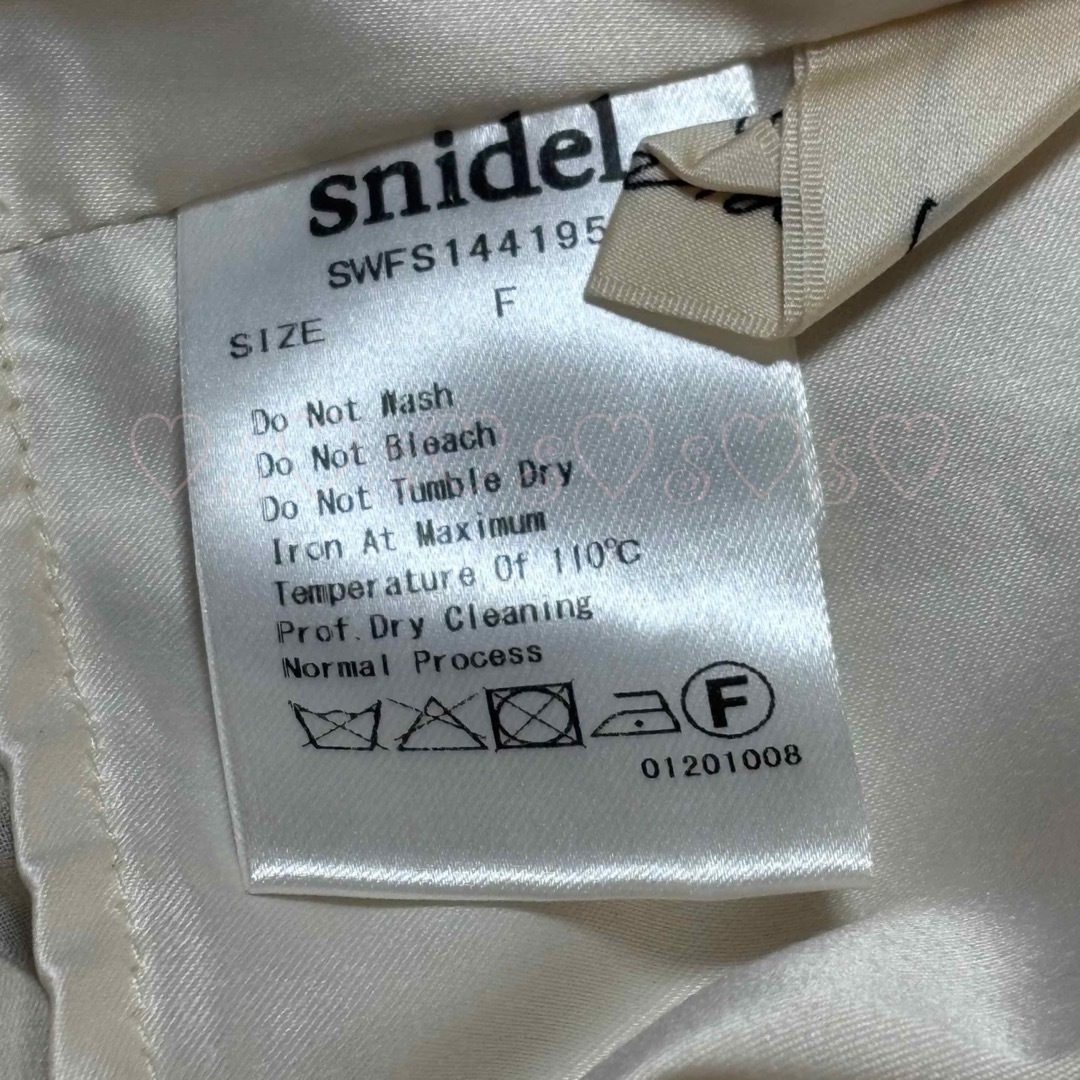 snidel
SWFS144195
SIZE F
Do Not Wash
Do Not Bleach
Do Not Tumble Dry
Iron At Maximum
Temperature Of 110℃
Prof.Dry Cleaning
Normal Process
F
01201008